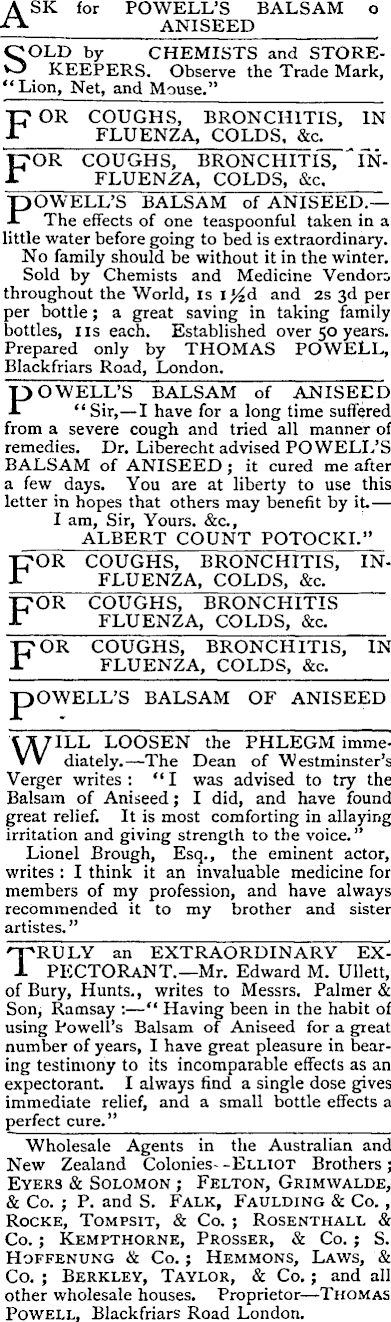 ASK for POWELL'S BALSAM o
ANISEED
SOLD by CHEMISTS and STORE-
KEEPERS. Observe the Trade Mark,
"Lion, Net, and Mouse."
FOR COUGHS, BRONCHITIS, IN
FLUENZA, COLDS, &c.
FOR COUGHS, BRONCHITIS, IN-
FLUENZA, COLDS, &c.
POWELL'S BALSAM of ANISEED.—
The effects of one teaspoonful taken in a
little water before going to bed is extraordinary.
No family should be without it in the winter.
Sold by Chemists and Medicine Vendors
throughout the World, 1s 1½d and 2s 3d per
per bottle; a great saving in taking family
bottles, 11s each. Established over 50 years.
Prepared only by THOMAS POWELL,
Blackfriars Road, London.
POWELL'S BALSAM of ANISEED
"Sir,—I have for a long time suffered
from a severe cough and tried all manner of
remedies. Dr. Liberecht advised POWELL'S
BALSAM of ANISEED; it cured me after
a few days. You are at liberty to use this
letter in hopes that others may benefit by it.—
I am, Sir, Yours. &c.,
ALBERT COUNT POTOCKI."
FOR COUGHS, BRONCHITIS, IN-
FLUENZA, COLDS, &c.
FOR COUGHS, BRONCHITIS
FLUENZA, COLDS, &c.
FOR COUGHS, BRONCHITIS, IN
FLUENZA, COLDS, &c.
POWELL'S BALSAM OF ANISEED
WILL LOOSEN the PHLEGM imme-
diately.—The Dean of Westminster's
Verger writes: "I was advised to try the
Balsam of Aniseed; I did, and have found
great relief. It is most comforting in allaying
irritation and giving strength to the voice."
Lionel Brough, Esq., the eminent actor,
writes: I think it an invaluable medicine for
members of my profession, and have always
recommended it to my brother and sister
artistes."
TRULY an EXTRAORDINARY EX-
PECTORANT.—Mr. Edward M. Ullett,
of Bury, Hunts., writes to Messrs. Palmer &
Son, Ramsay:—"Having been in the habit of
using Powell's Balsam of Aniseed for a great
number of years, I have great pleasure in bear-
ing testimony to its incomparable effects as an
expectorant. I always find a single dose gives
immediate relief, and a small bottle effects a
perfect cure."
Wholesale Agents in the Australian and
New Zealand Colonies--ELLIOT Brothers;
EYERS & SOLOMON; FELTON, GRIMWALDE,
& Co.; P. and S. FALK, FAULDING & Co.,
ROCKE, TOMPSIT, & Co.; ROSENTHALL &
Co.; KEMPTHORNE, PROSSER, & Co.; S.
HOFFENUNG & Co.; HEMMONS, LAWS, &
Co.; BERKLEY, TAYLOR, & Co.; and all
other wholesale houses. Proprietor—THOMAS
POWELL, Blackfriars Road London.